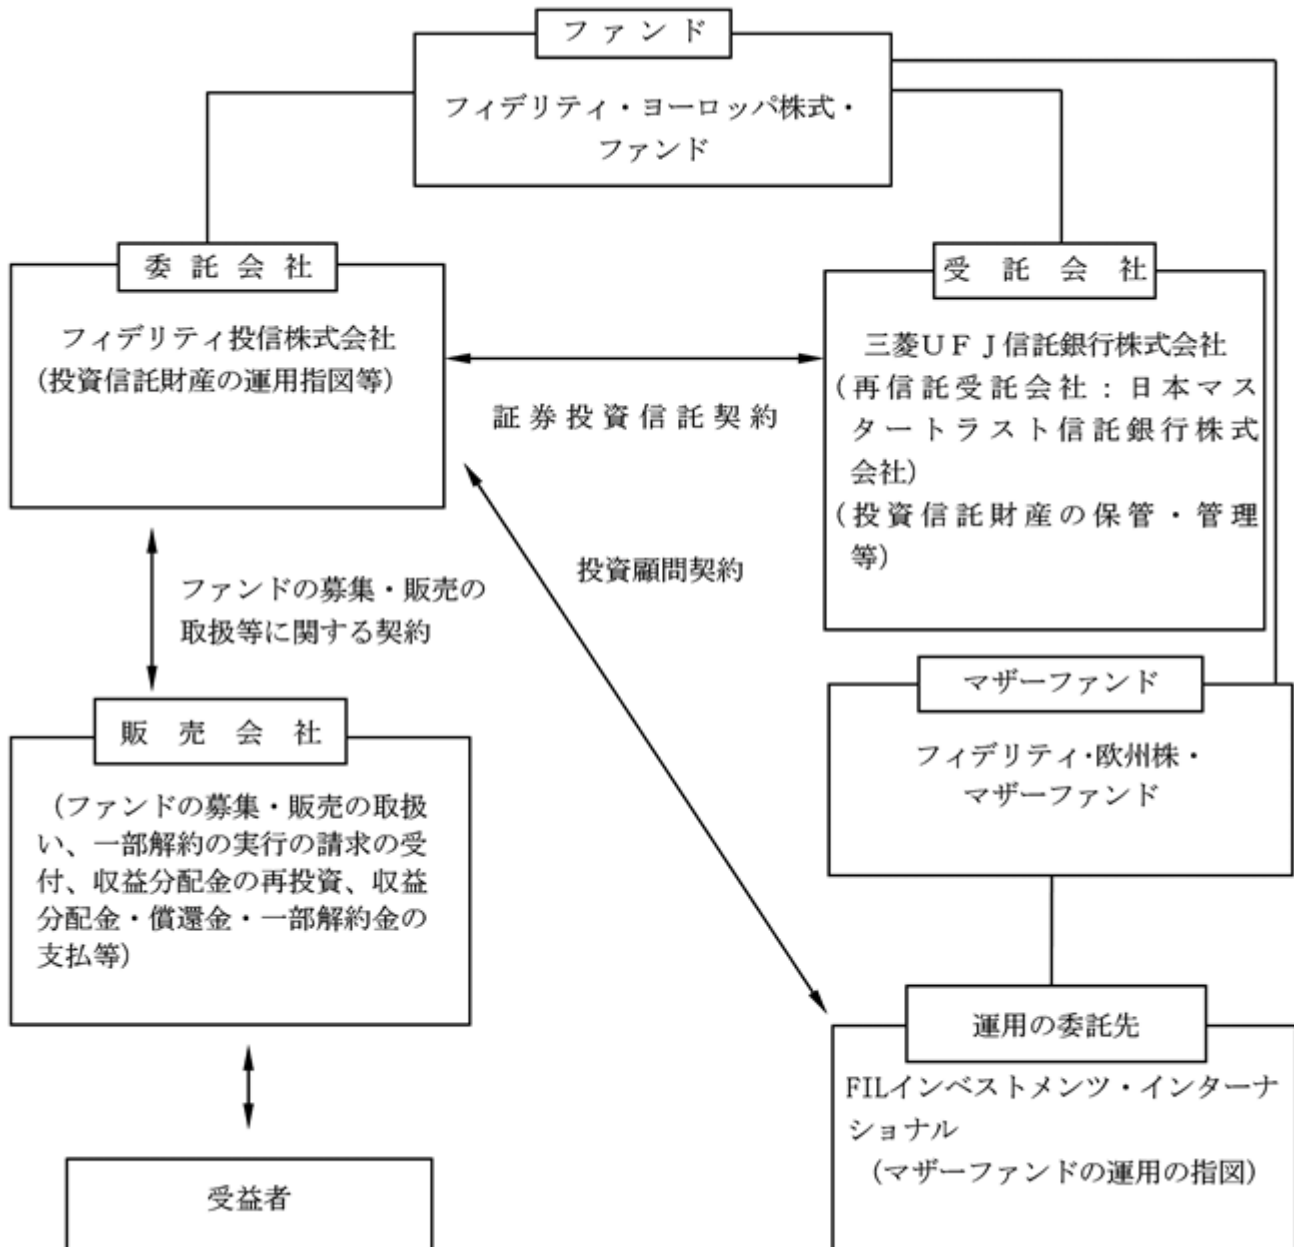 ファンド
フィデリティ・ヨーロッパ株式・
ファンド
委託会社
フィデリティ投信株式会社
（投資信託財産の運用指図等）
受託会社
三菱ＵＦＪ信託銀行株式会社
（再信託受託会社：日本マス
タートラスト信託銀行株式
会社）
（投資信託財産の保管・管理
等）
証券投資信託契約
投資顧問契約
ファンドの募集・販売の
取扱等に関する契約
マザーファンド
フィデリティ・欧州株・
マザーファンド
販売会社
（ファンドの募集・販売の取扱
い、一部解約の実行の請求の受
付、収益分配金の再投資、収益
分配金・償還金・一部解約金の
支払等）
運用の委託先
FILインベストメンツ・インターナ
ショナル
（マザーファンドの運用の指図）
受益者